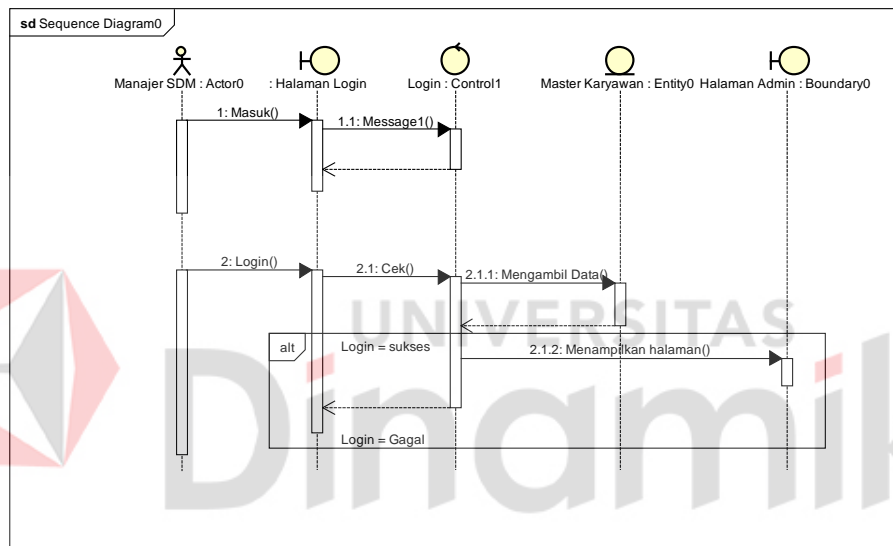 sd Sequence Diagram0
Manajer SDM : Actor0
: Halaman Login
Login : Control1
Master Karyawan : Entity0
Halaman Admin : Boundary0
1: Masuk()
1.1: Message1()
2: Login()
2.1: Cek()
2.1.1: Mengambil Data()
UNIVERSITAS
alt
Login = sukses
2.1.2: Menampilkan halaman()
Dinamik
Login = Gagal